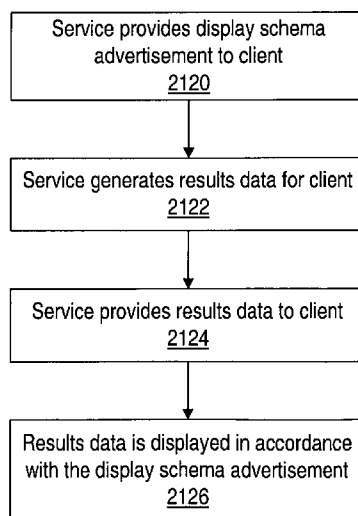 Service provides display schema
advertisement to client
2120
Service generates results data for client
2122
Service provides results data to client
2124
Results data is displayed in accordance
with the display schema advertisement
2126